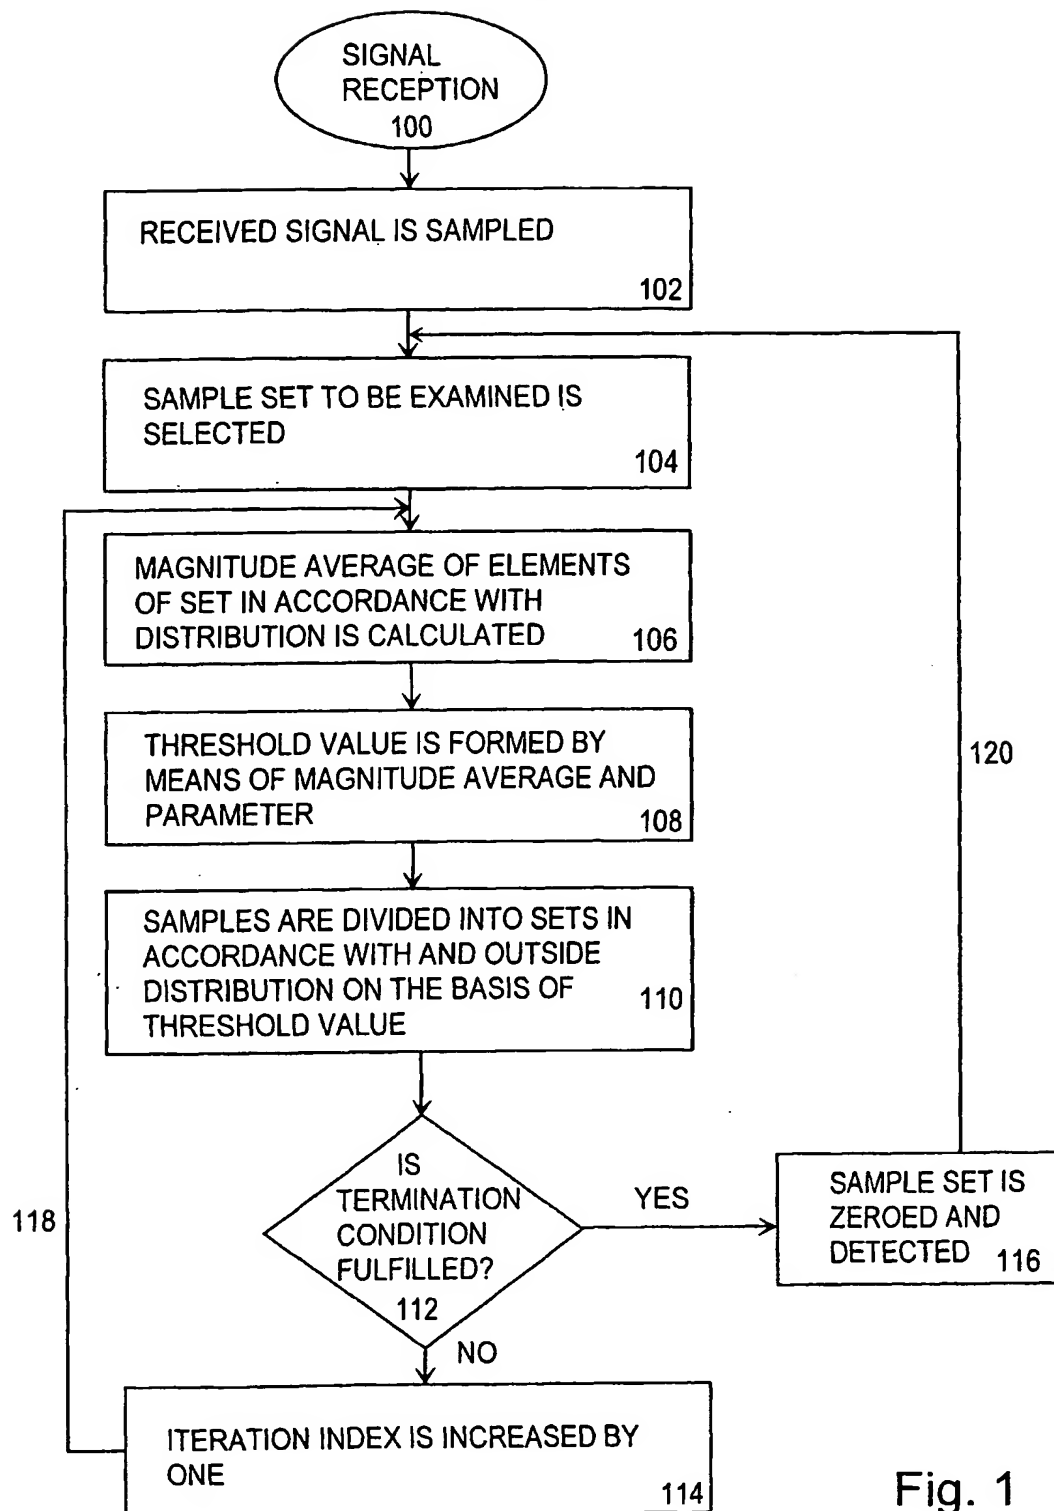 SIGNAL
RECEPTION
100
RECEIVED SIGNAL IS SAMPLED
102
SAMPLE SET TO BE EXAMINED IS
SELECTED
104
MAGNITUDE AVERAGE OF ELEMENTS
OF SET IN ACCORDANCE WITH
DISTRIBUTION IS CALCULATED
106
THRESHOLD VALUE IS FORMED BY
MEANS OF MAGNITUDE AVERAGE AND
PARAMETER
108
120
SAMPLES ARE DIVIDED INTO SETS IN
ACCORDANCE WITH AND OUTSIDE
DISTRIBUTION ON THE BASIS OF
THRESHOLD VALUE
110
IS
TERMINATION
CONDITION
FULFILLED?
112
YES
SAMPLE SET IS
ZEROED AND
DETECTED
116
118
NO
ITERATION INDEX IS INCREASED BY
ONE
114
Fig. 1